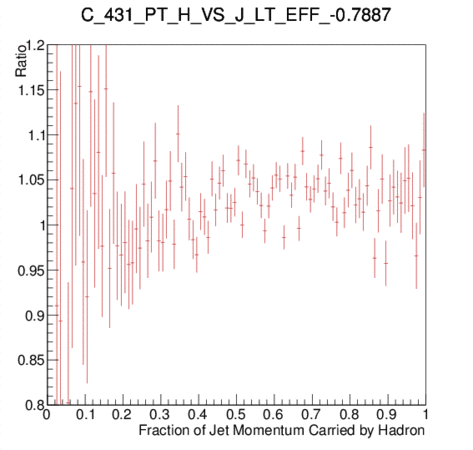 C_431_PT_H_VS_J_LT_EFF_-0.7887
Ratio
1.2
1.15
1.1
1.05
1
0.95
0.9
0.85
0.8
0 0.1 0.2 0.3 0.4 0.5 0.6 0.7 0.8 0.9 1
Fraction of Jet Momentum Carried by Hadron